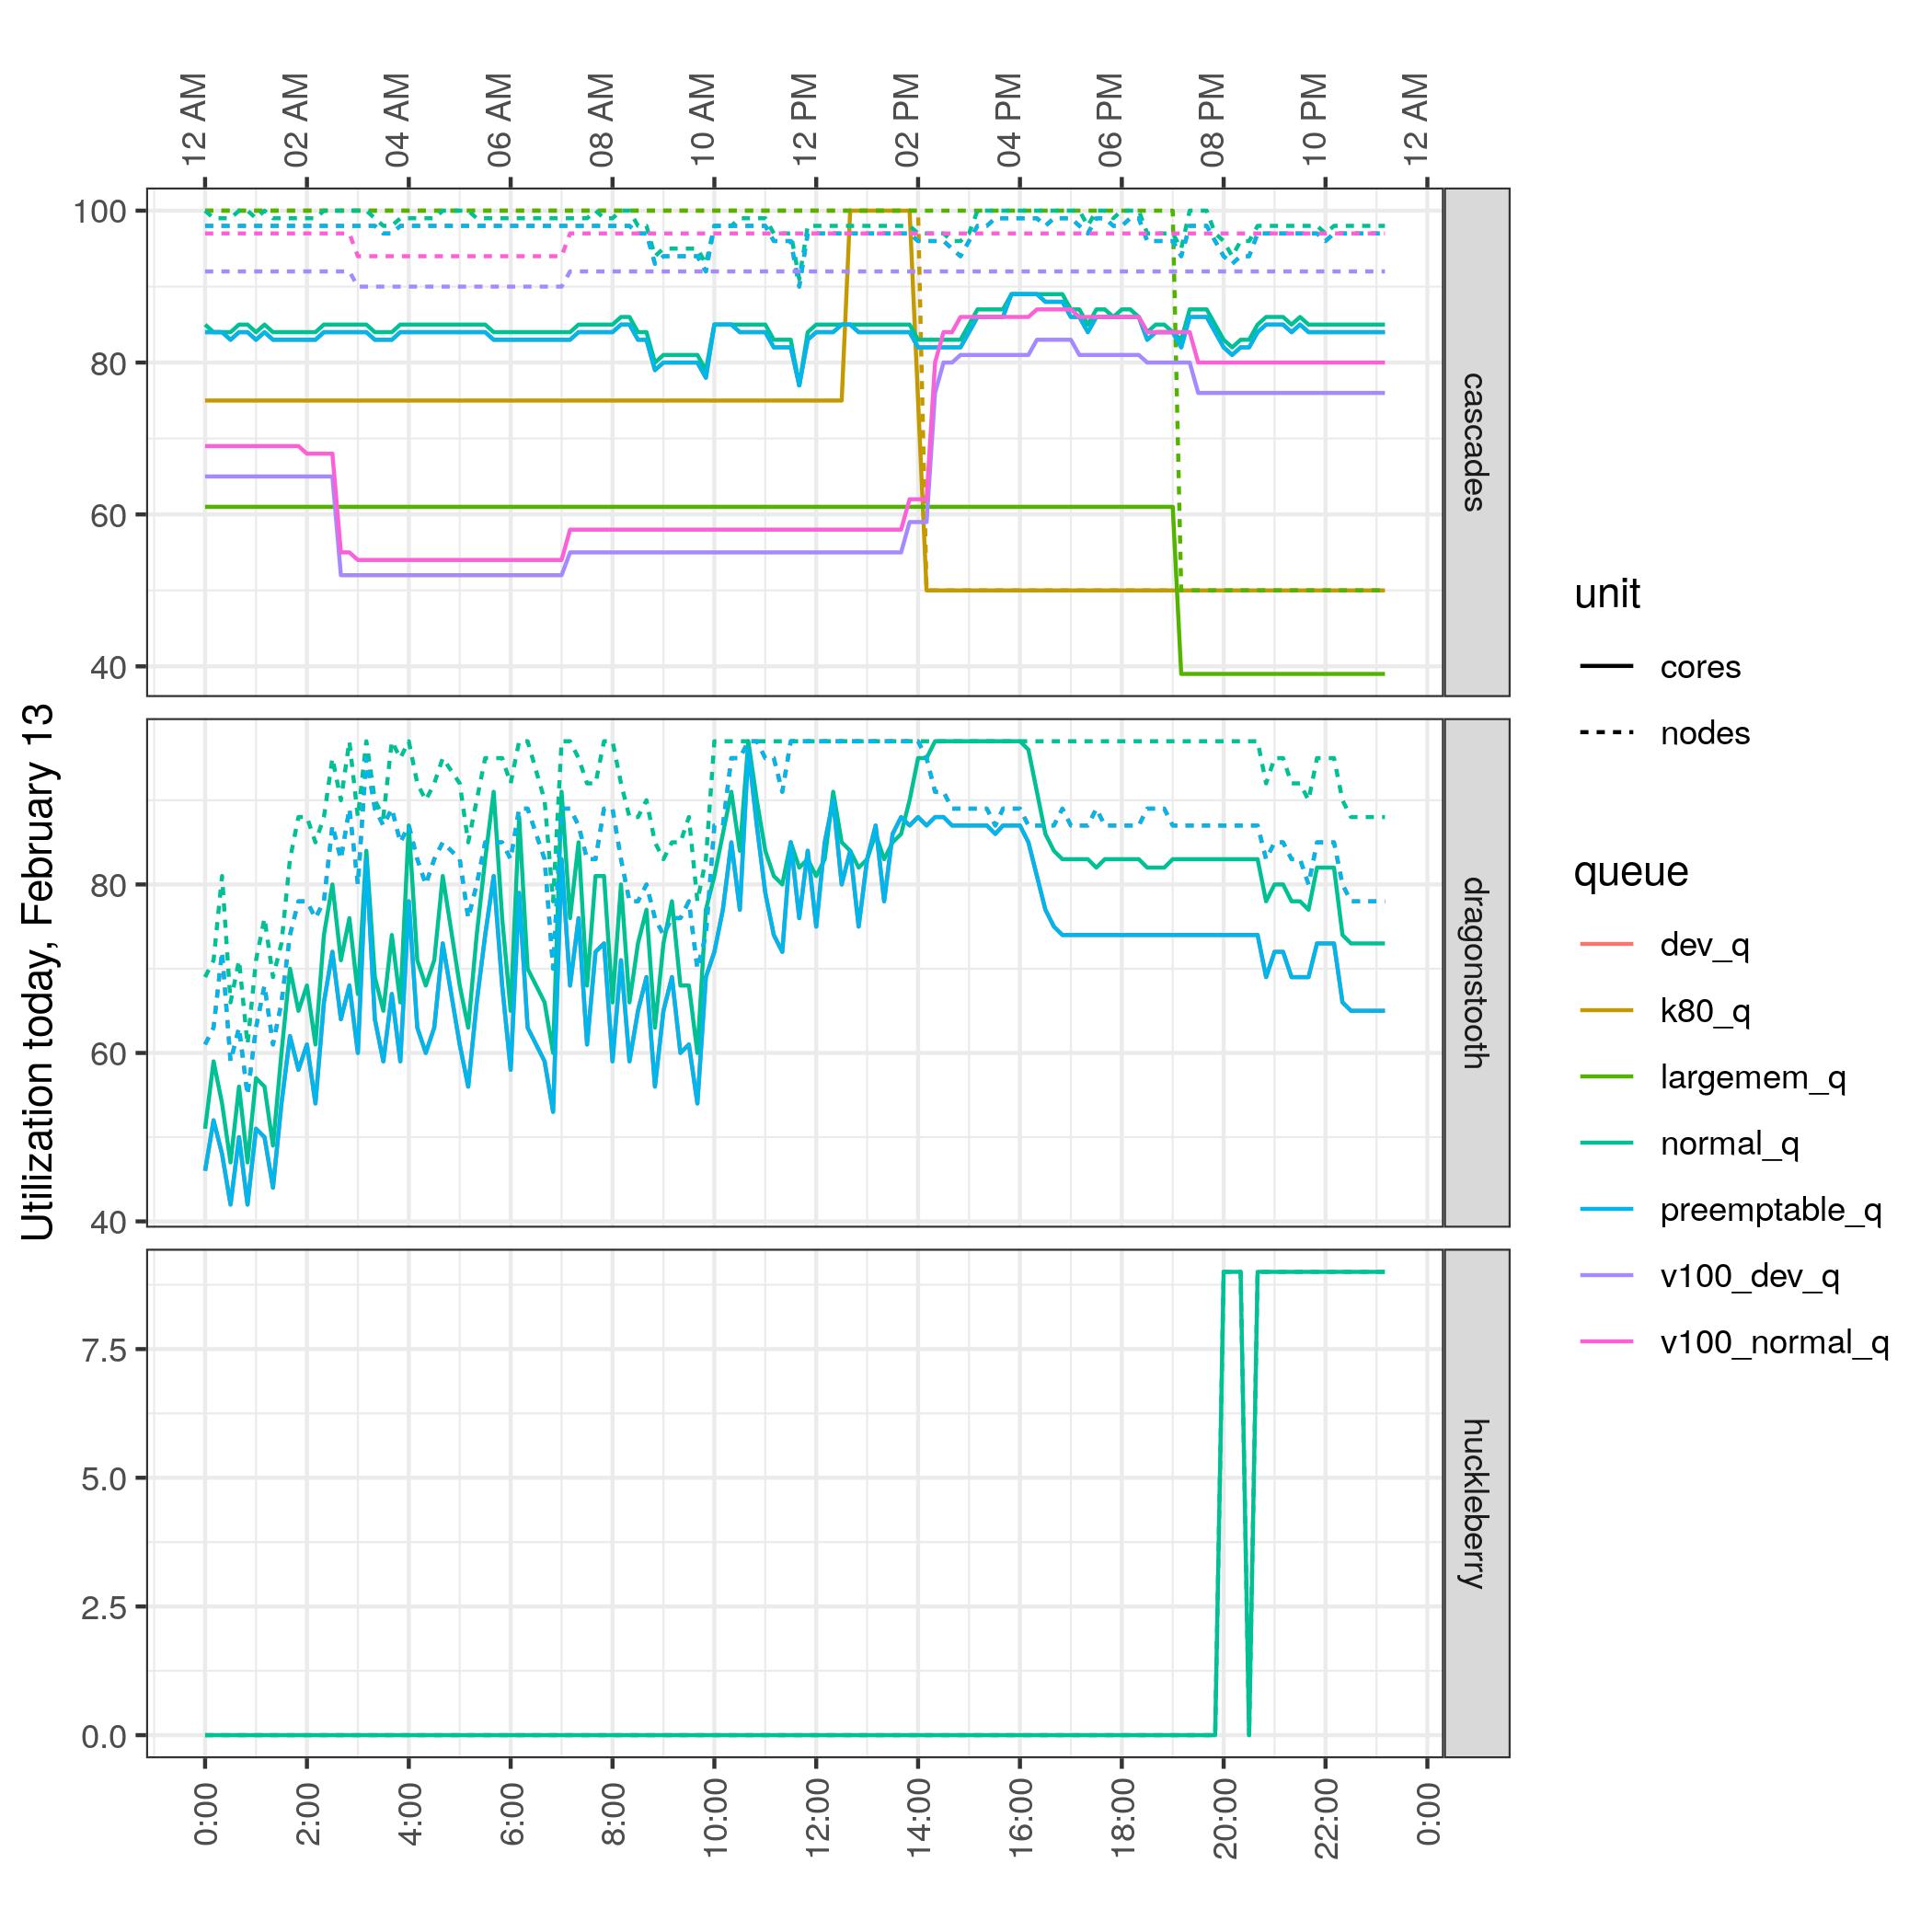 12 AM
02 AM
04 AM
06 AM
08 AM
10 AM
12 PM
02 PM
04 PM
06 PM
08 PM
10 PM
12 AM
Utilization today, February 13
100
80
60
40
cascades
80
60
40
dragonstooth
7.5
5.0
2.5
0.0
huckleberry
0:00
2:00
4:00
6:00
8:00
10:00
12:00
14:00
16:00
18:00
20:00
22:00
0:00
unit
cores
nodes
queue
dev_q
k80_q
largemem_q
normal_q
preemptable_q
v100_dev_q
v100_normal_q